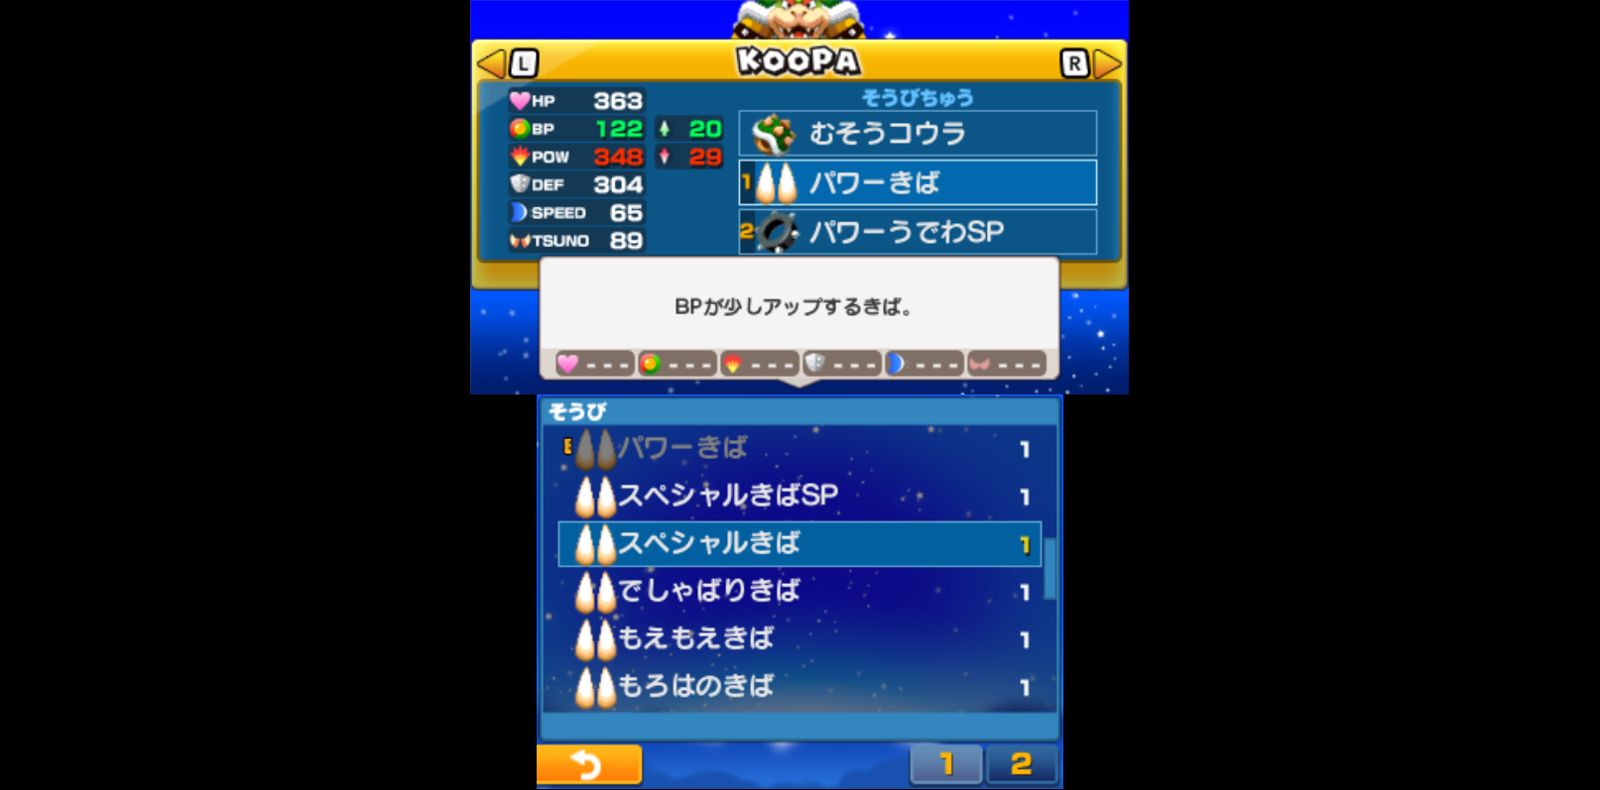 KOOPA
L
R
HP 363
BP 122 20
POW 348 29
DEF 304
SPEED 65
TSUNO 89
そうびちゅう
むそうコウラ
1 パワーきば
2 パワーうでわSP
BPが少しアップするきば。
--- --- --- --- --- ---
そうび
E パワーきば 1
スペシャルきばSP 1
スペシャルきば 1
でしゃばりきば 1
もえもえきば 1
もろはのきば 1
1 2